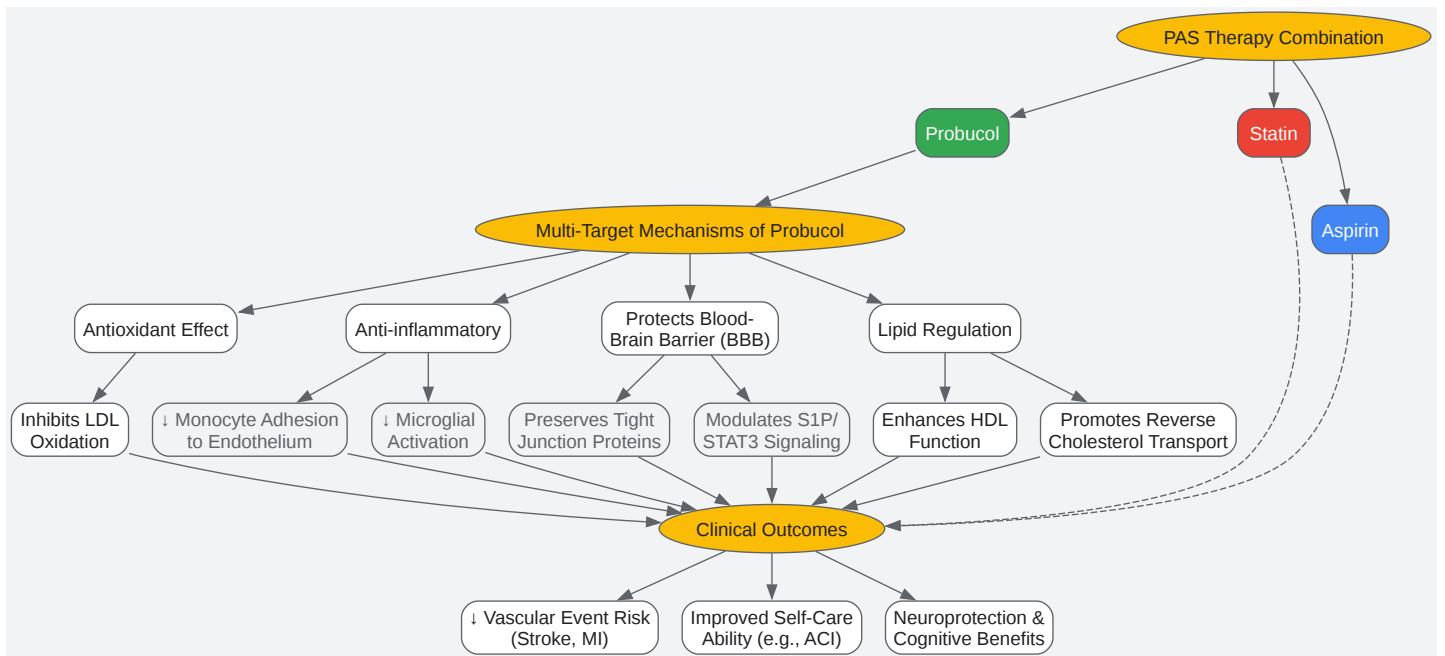 PAS Therapy Combination
Probucol
Statin
Multi-Target Mechanisms of Probucol
Aspirin
Antioxidant Effect
Anti-inflammatory
Protects Blood-
Brain Barrier (BBB)
Lipid Regulation
Inhibits LDL
Oxidation
↓ Monocyte Adhesion
to Endothelium
↓ Microglial
Activation
Preserves Tight
Junction Proteins
Modulates S1P/
STAT3 Signaling
Enhances HDL
Function
Promotes Reverse
Cholesterol Transport
Clinical Outcomes
↓ Vascular Event Risk
(Stroke, MI)
Improved Self-Care
Ability (e.g., ACI)
Neuroprotection &
Cognitive Benefits